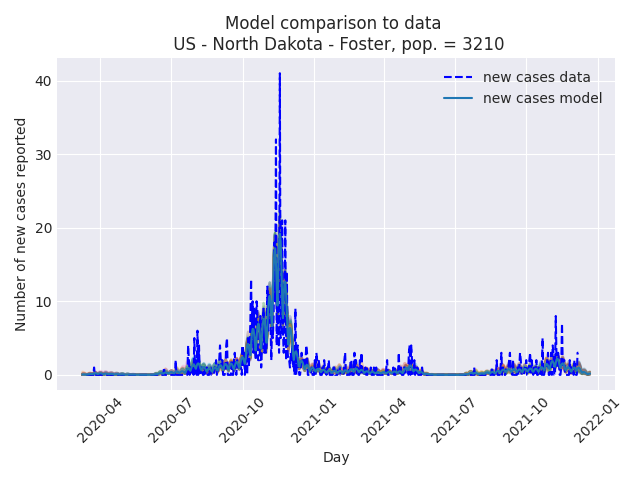 Model comparison to data
US - North Dakota - Foster, pop. = 3210
new cases data
new cases model
Number of new cases reported
40
30
20
10
0
2020-04
2020-07
2020-10
2021-01
2021-04
2021-07
2021-10
2022-01
Day